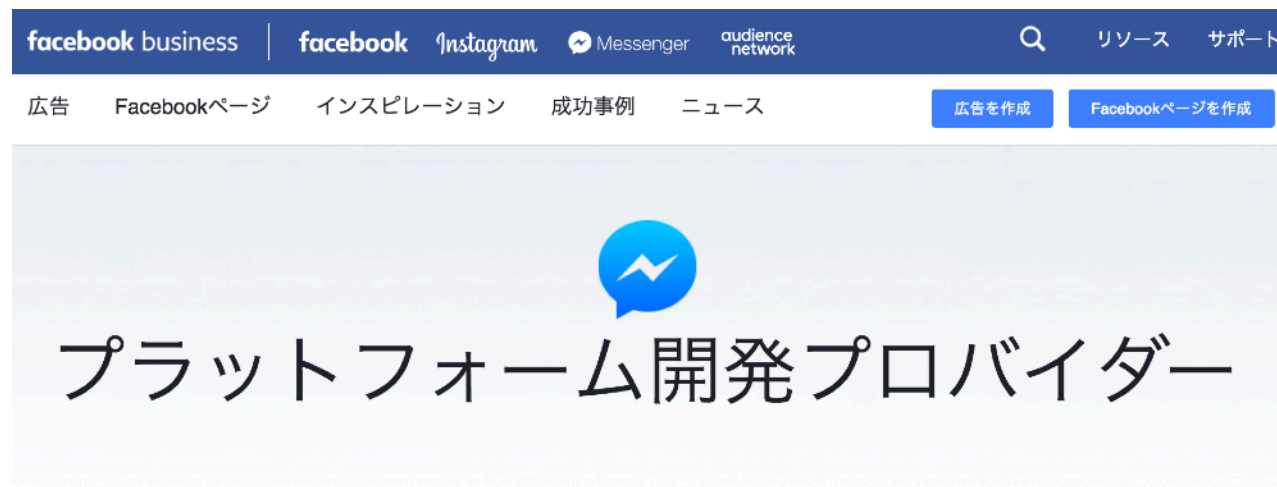 facebook business facebook Instagram Messenger audience network リソース サポート
広告 Facebookページ インスピレーション 成功事例 ニュース 広告を作成 Facebookページを作成
プラットフォーム開発プロバイダー